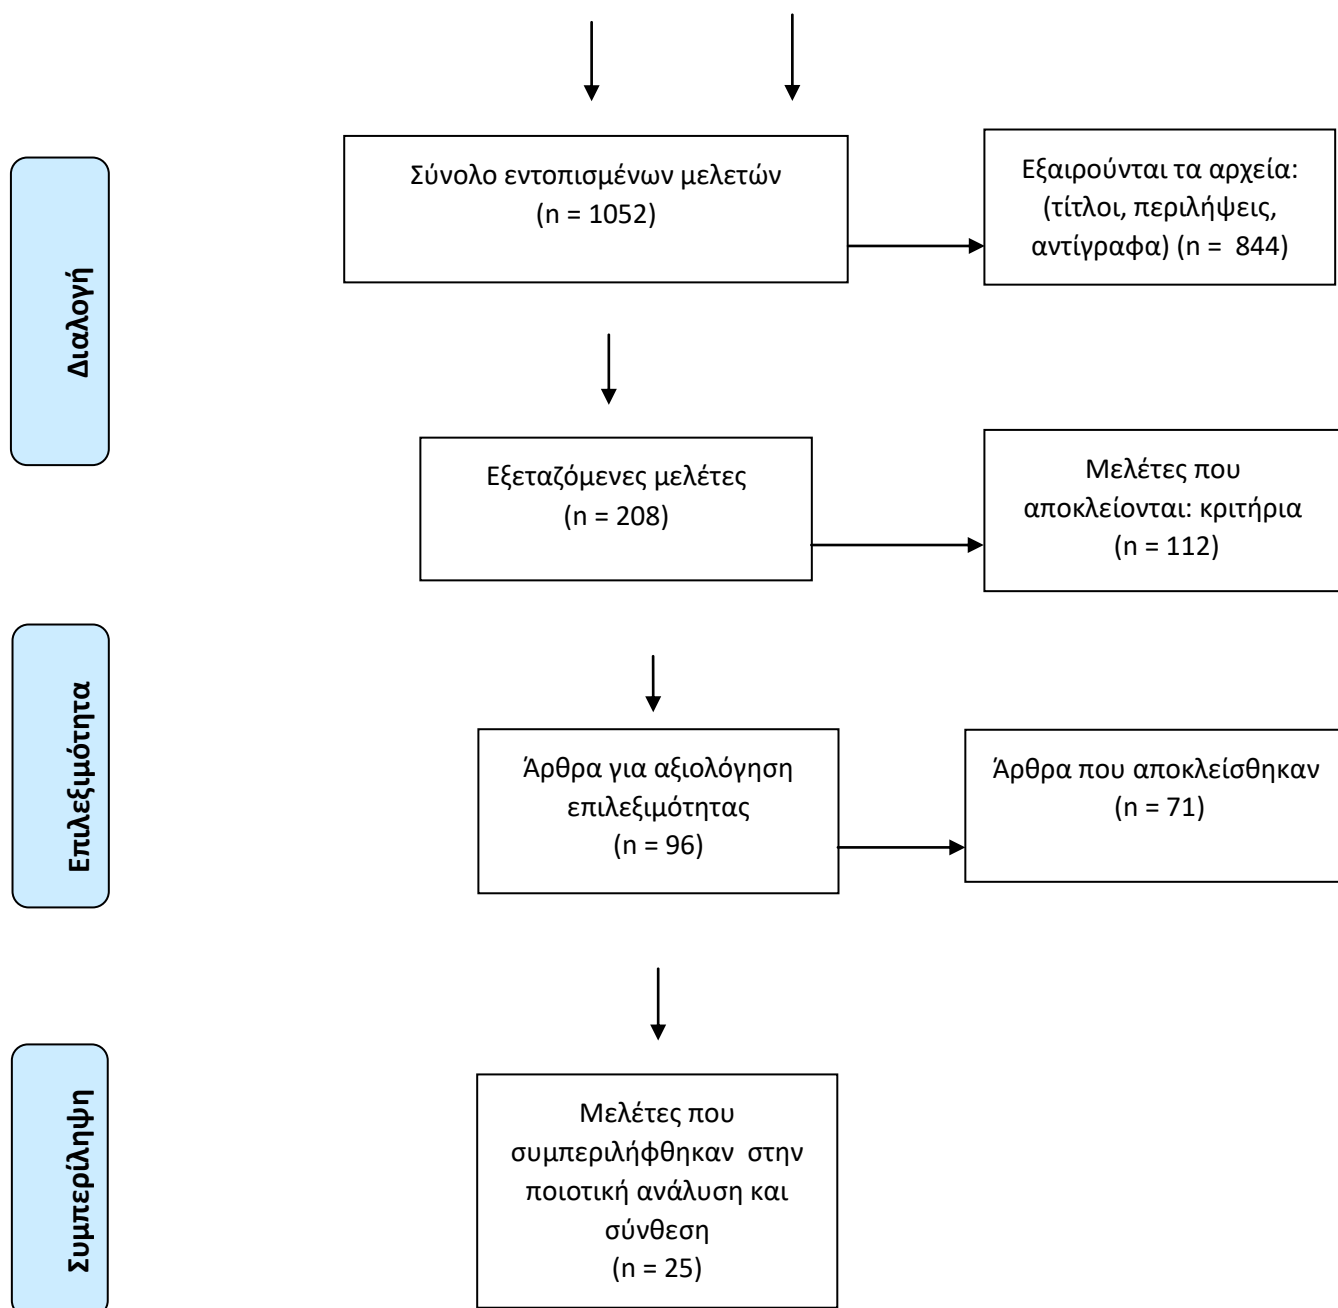 Διαλογή
Σύνολο εντοπισμένων μελετών
(n = 1052)
Εξαιρούνται τα αρχεία:
(τίτλοι, περιλήψεις,
αντίγραφα) (n =  844)
Εξεταζόμενες μελέτες
(n = 208)
Μελέτες που
αποκλείονται: κριτήρια
(n = 112)
Επιλεξιμότητα
Άρθρα για αξιολόγηση
επιλεξιμότητας
(n = 96)
Άρθρα που αποκλείσθηκαν
(n = 71)
Συμπερίληψη
Μελέτες που
συμπεριλήφθηκαν  στην
ποιοτική ανάλυση και
σύνθεση
(n = 25)